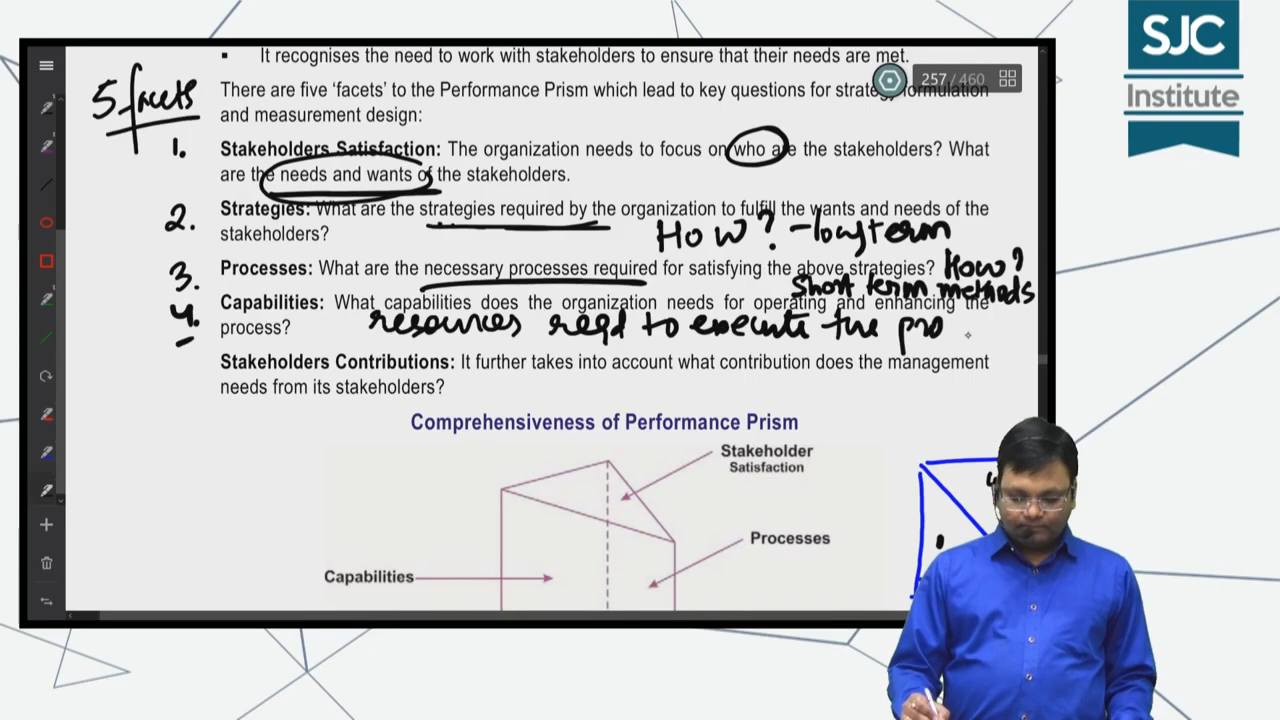 SJC
Institute
▪ It recognises the need to work with stakeholders to ensure that their needs are met.
257 / 460
5 facets
There are five 'facets' to the Performance Prism which lead to key questions for strategy formulation
and measurement design:
1. Stakeholders Satisfaction: The organization needs to focus on who are the stakeholders? What
are the needs and wants of the stakeholders.
2. Strategies: What are the strategies required by the organization to fulfill the wants and needs of the
stakeholders?
How? - long term
3. Processes: What are the necessary processes required for satisfying the above strategies? How?
short term methods
4. Capabilities: What capabilities does the organization needs for operating and enhancing the
process?
resources reqd to execute the pro
Stakeholders Contributions: It further takes into account what contribution does the management
needs from its stakeholders?
Comprehensiveness of Performance Prism
Stakeholder
Satisfaction
Processes
Capabilities